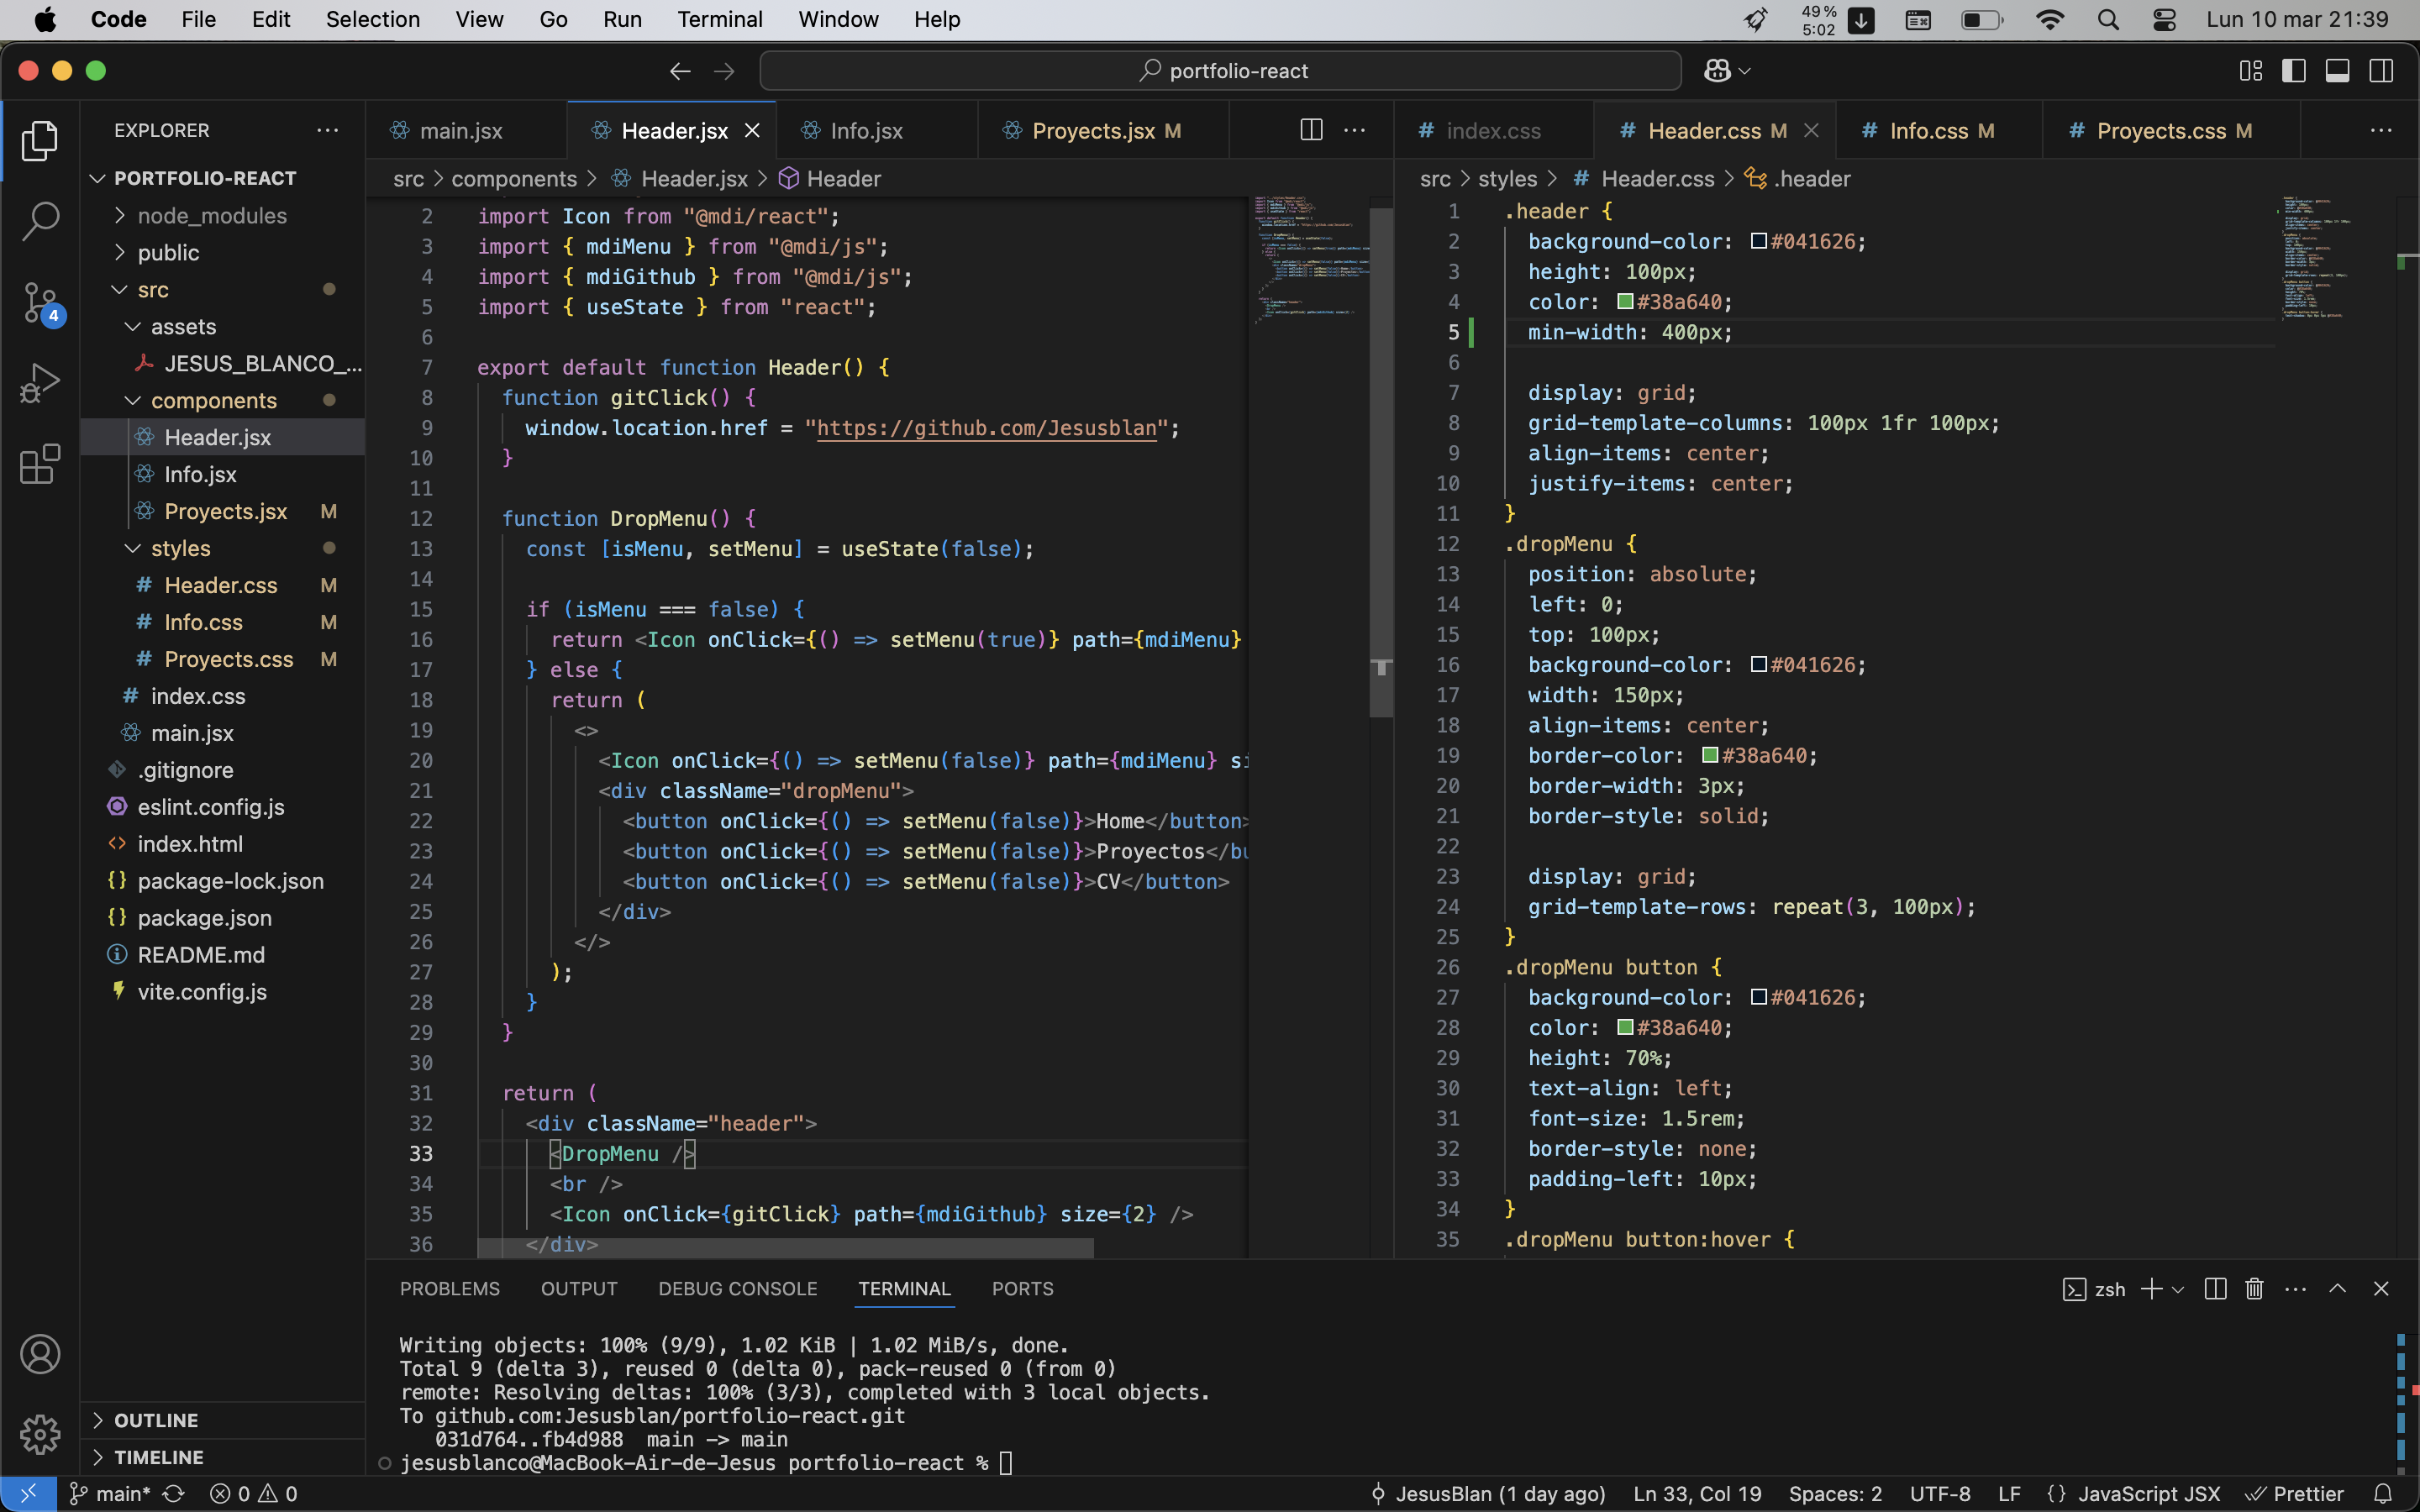 Code File Edit Selection View Go Run Terminal Window Help
49 %
5:02
Lun 10 mar 21:39
portfolio-react
EXPLORER
PORTFOLIO-REACT
node_modules
public
src
assets
JESUS_BLANCO_...
components
Header.jsx
Info.jsx
Proyects.jsx M
styles
Header.css M
Info.css M
Proyects.css M
index.css
main.jsx
.gitignore
eslint.config.js
index.html
package-lock.json
package.json
README.md
vite.config.js
OUTLINE
TIMELINE
4
main.jsx Header.jsx Info.jsx Proyects.jsx M
src > components > Header.jsx > Header
2 import Icon from "@mdi/react";
3 import { mdiMenu } from "@mdi/js";
4 import { mdiGithub } from "@mdi/js";
5 import { useState } from "react";
6
7 export default function Header() {
8 function gitClick() {
9 window.location.href = "https://github.com/Jesusblan";
10 }
11
12 function DropMenu() {
13 const [isMenu, setMenu] = useState(false);
14
15 if (isMenu === false) {
16 return <Icon onClick={() => setMenu(true)} path={mdiMenu}
17 } else {
18 return (
19 <>
20 <Icon onClick={() => setMenu(false)} path={mdiMenu} si
21 <div className="dropMenu">
22 <button onClick={() => setMenu(false)}>Home</button>
23 <button onClick={() => setMenu(false)}>Proyectos</bu
24 <button onClick={() => setMenu(false)}>CV</button>
25 </div>
26 </>
27 );
28 }
29 }
30
31 return (
32 <div className="header">
33 <DropMenu />
34 <br />
35 <Icon onClick={gitClick} path={mdiGithub} size={2} />
36 </div>
# index.css # Header.css M # Info.css M # Proyects.css M
src > styles > # Header.css > .header
1 .header {
2 background-color: #041626;
3 height: 100px;
4 color: #38a640;
5 min-width: 400px;
6
7 display: grid;
8 grid-template-columns: 100px 1fr 100px;
9 align-items: center;
10 justify-items: center;
11 }
12 .dropMenu {
13 position: absolute;
14 left: 0;
15 top: 100px;
16 background-color: #041626;
17 width: 150px;
18 align-items: center;
19 border-color: #38a640;
20 border-width: 3px;
21 border-style: solid;
22
23 display: grid;
24 grid-template-rows: repeat(3, 100px);
25 }
26 .dropMenu button {
27 background-color: #041626;
28 color: #38a640;
29 height: 70%;
30 text-align: left;
31 font-size: 1.5rem;
32 border-style: none;
33 padding-left: 10px;
34 }
35 .dropMenu button:hover {
PROBLEMS OUTPUT DEBUG CONSOLE TERMINAL PORTS
zsh
Writing objects: 100% (9/9), 1.02 KiB | 1.02 MiB/s, done.
Total 9 (delta 3), reused 0 (delta 0), pack-reused 0 (from 0)
remote: Resolving deltas: 100% (3/3), completed with 3 local objects.
To github.com:Jesusblan/portfolio-react.git
031d764..fb4d988 main -> main
jesusblanco@MacBook-Air-de-Jesus portfolio-react %
main* 0 0 JesusBlan (1 day ago) Ln 33, Col 19 Spaces: 2 UTF-8 LF {} JavaScript JSX Prettier